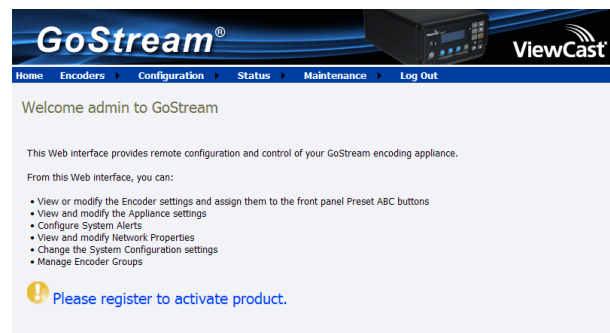 GoStream®
ViewCast
Home Encoders Configuration Status Maintenance Log Out
Welcome admin to GoStream
This Web interface provides remote configuration and control of your GoStream encoding appliance.
From this Web interface, you can:
• View or modify the Encoder settings and assign them to the front panel Preset ABC buttons
• View and modify the Appliance settings
• Configure System Alerts
• View and modify Network Properties
• Change the System Configuration settings
• Manage Encoder Groups
Please register to activate product.